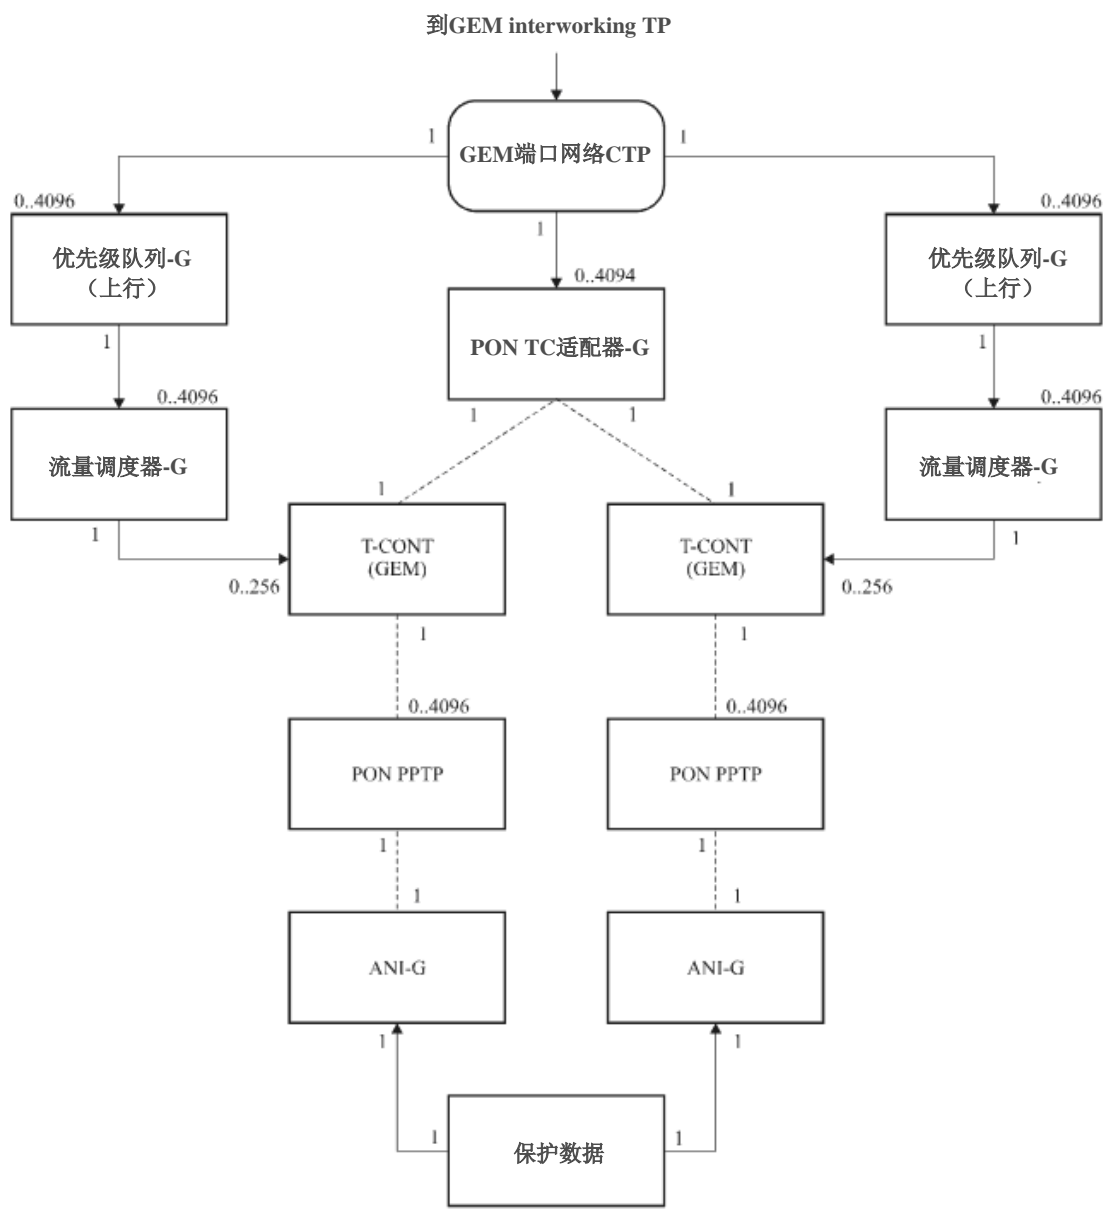 到GEM interworking TP
1
GEM端口网络CTP
1
0..4096
1
0..4096
优先级队列-G
（上行）
0..4094
优先级队列-G
（上行）
1
PON TC适配器-G
1
0..4096
1
1
0..4096
流量调度器-G
流量调度器-G
1
1
1
T-CONT
(GEM)
T-CONT
(GEM)
1
0..256
0..256
1
1
0..4096
0..4096
PON PPTP
PON PPTP
1
1
1
1
ANI-G
ANI-G
1
1
1
保护数据
1